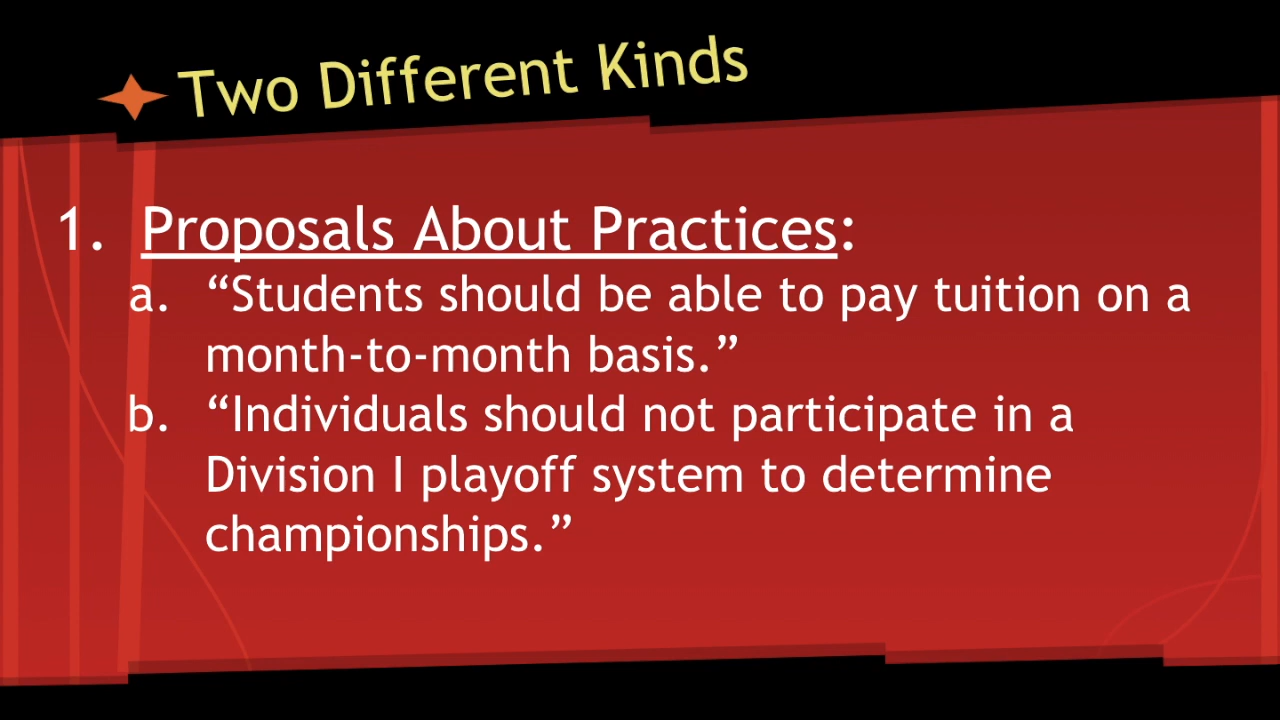 Two Different Kinds
1. Proposals About Practices:
a. “Students should be able to pay tuition on a
month-to-month basis.”
b. “Individuals should not participate in a
Division I playoff system to determine
championships.”